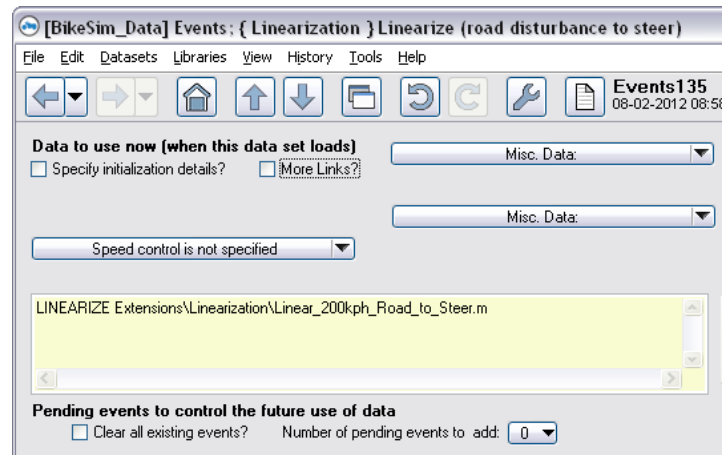 [BikeSim_Data] Events; { Linearization } Linearize (road disturbance to steer)
File Edit Datasets Libraries View History Tools Help
Events135
08-02-2012 08:58
Data to use now (when this data set loads)
Misc. Data:
Specify initialization details? More Links?
Misc. Data:
Speed control is not specified
LINEARIZE Extensions\Linearization\Linear_200kph_Road_to_Steer.m
Pending events to control the future use of data
Clear all existing events? Number of pending events to add: 0